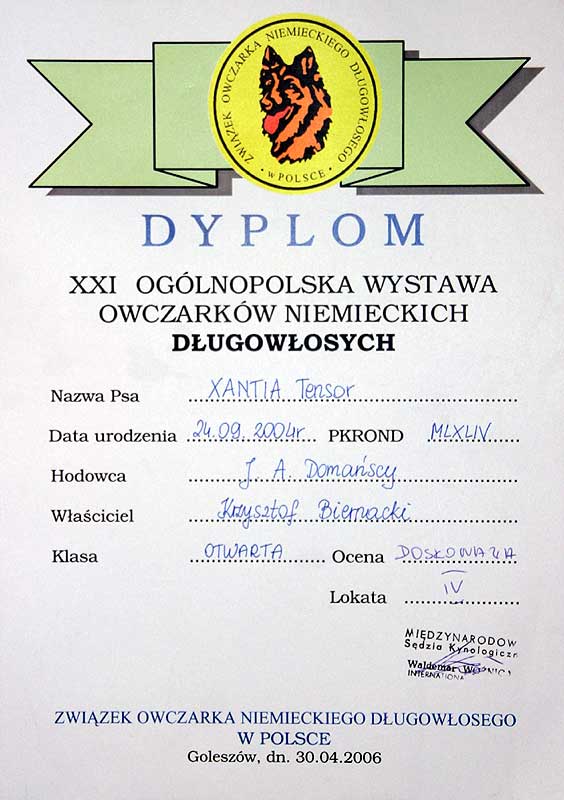 ZWIĄZEK OWCZARKA NIEMIECKIEGO DŁUGOWŁOSEGO
• W POLSCE •
DYPLOM
XXI OGÓLNOPOLSKA WYSTAWA
OWCZARKÓW NIEMIECKICH
DŁUGOWŁOSYCH
Nazwa Psa XANTIA Tensor
Data urodzenia 24.09.2004r PKROND MLXLIV
Hodowca J. A. Domańscy
Właściciel Krzysztof Biernacki
Klasa OTWARTA Ocena DOSKONAŁA
Lokata IV
MIĘDZYNARODOW
Sędzia Kynologiczn
Waldemar
INTERNATIONA
ZWIĄZEK OWCZARKA NIEMIECKIEGO DŁUGOWŁOSEGO
W POLSCE
Goleszów, dn. 30.04.2006